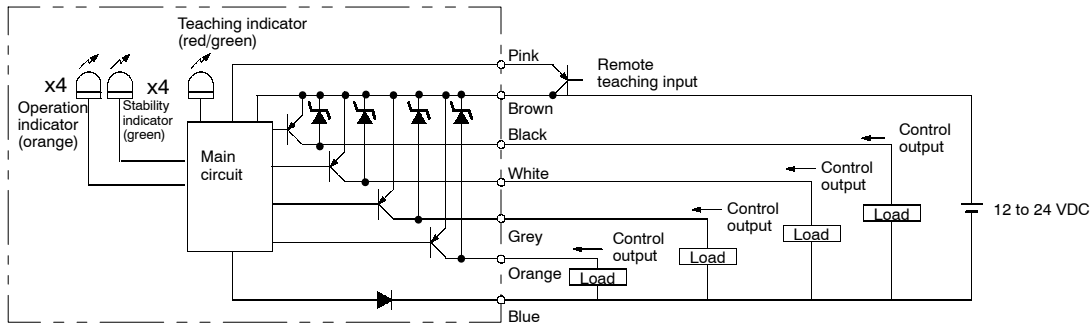 Teaching indicator
(red/green)
x4
x4
Operation
indicator
(orange)
Stability
indicator
(green)
Main
circuit
Pink
Remote
teaching input
Brown
Black
Control
output
White
Control
output
Load
Grey
Control
output
Load
12 to 24 VDC
Orange
Control
output
Load
Load
Blue